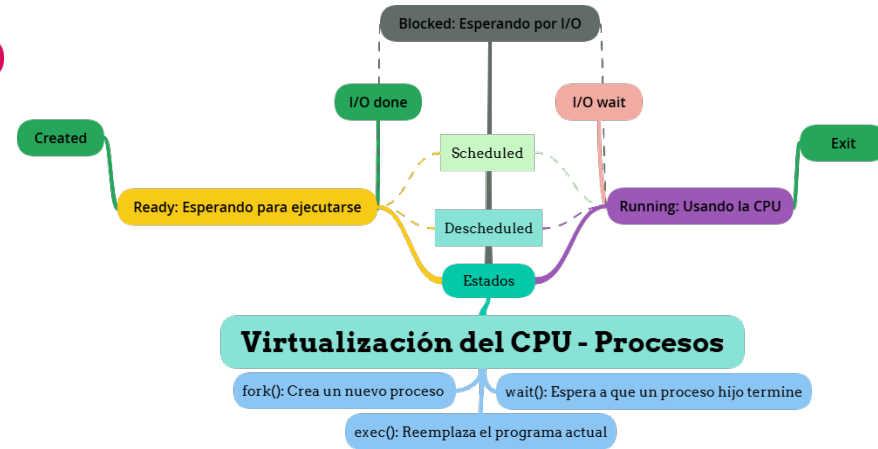 Blocked: Esperando por I/O
I/O done
I/O wait
Created
Scheduled
Exit
Ready: Esperando para ejecutarse
Running: Usando la CPU
Descheduled
Estados
Virtualización del CPU - Procesos
fork(): Crea un nuevo proceso
wait(): Espera a que un proceso hijo termine
exec(): Reemplaza el programa actual